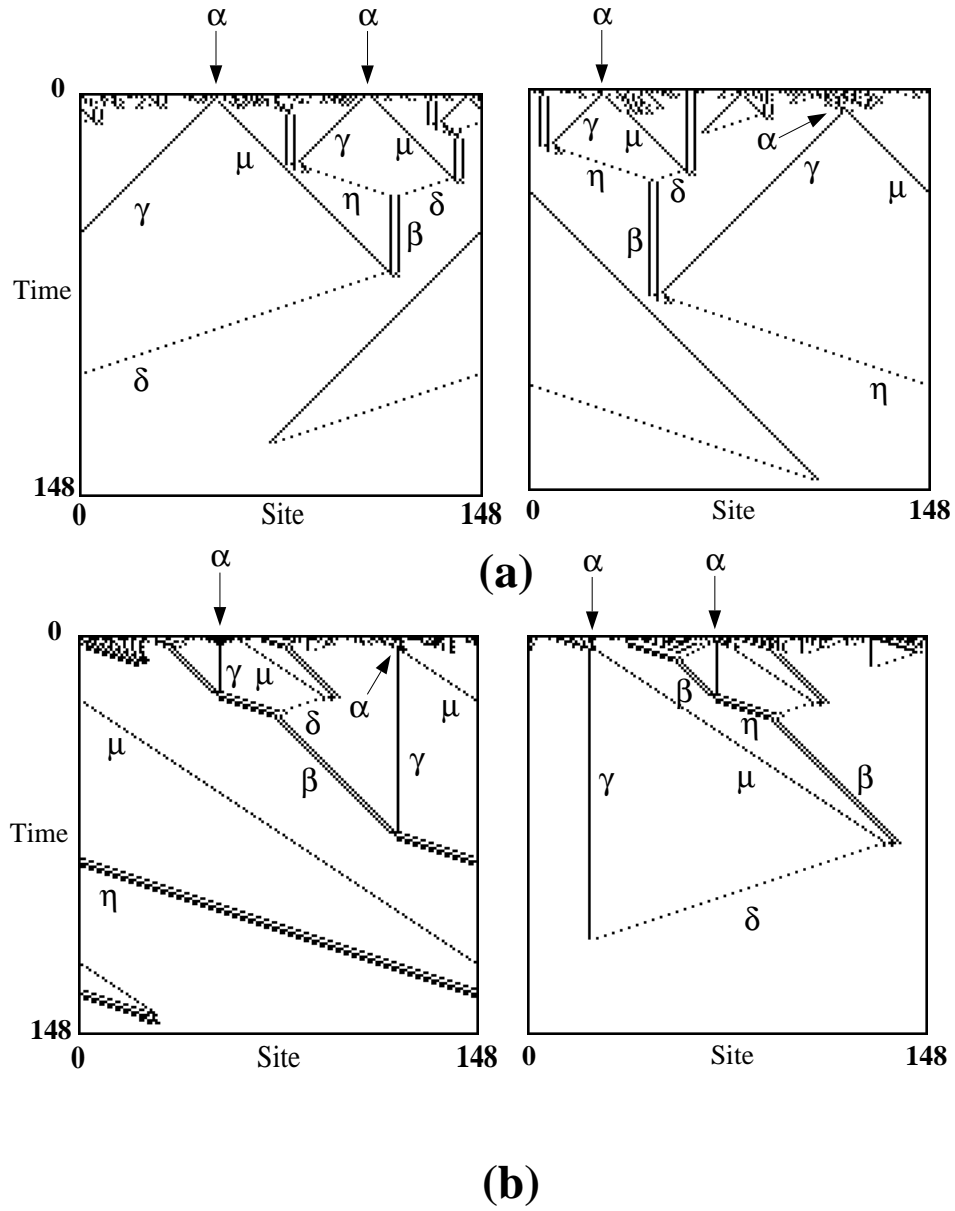 α α α
0
γ μ γ μ γ μ α γ μ
η δ η δ
β β
Time
δ η
148
0 Site 148 0 Site 148
(a)
α α α
0
γ μ β
δ α μ η
μ γ μ
β γ β
Time
η δ
148
0 Site 148 0 Site 148
(b)